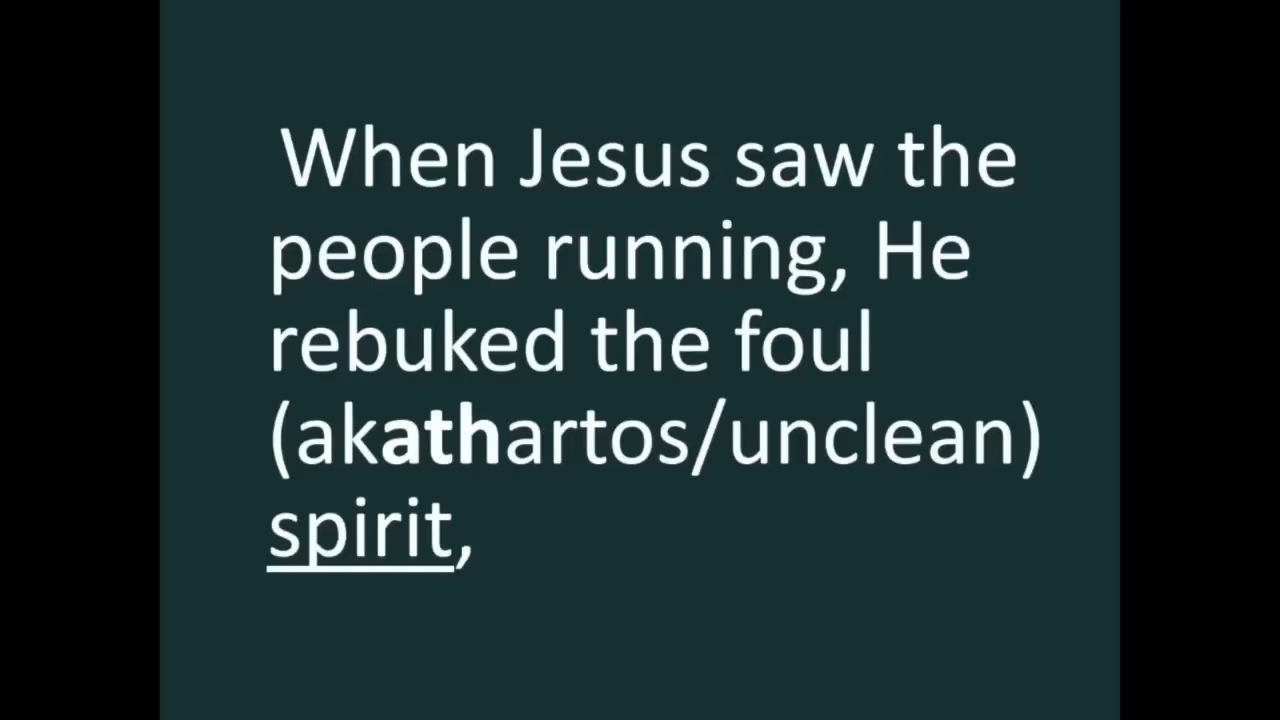 When Jesus saw the
people running, He
rebuked the foul
(akathartos/unclean)
spirit,